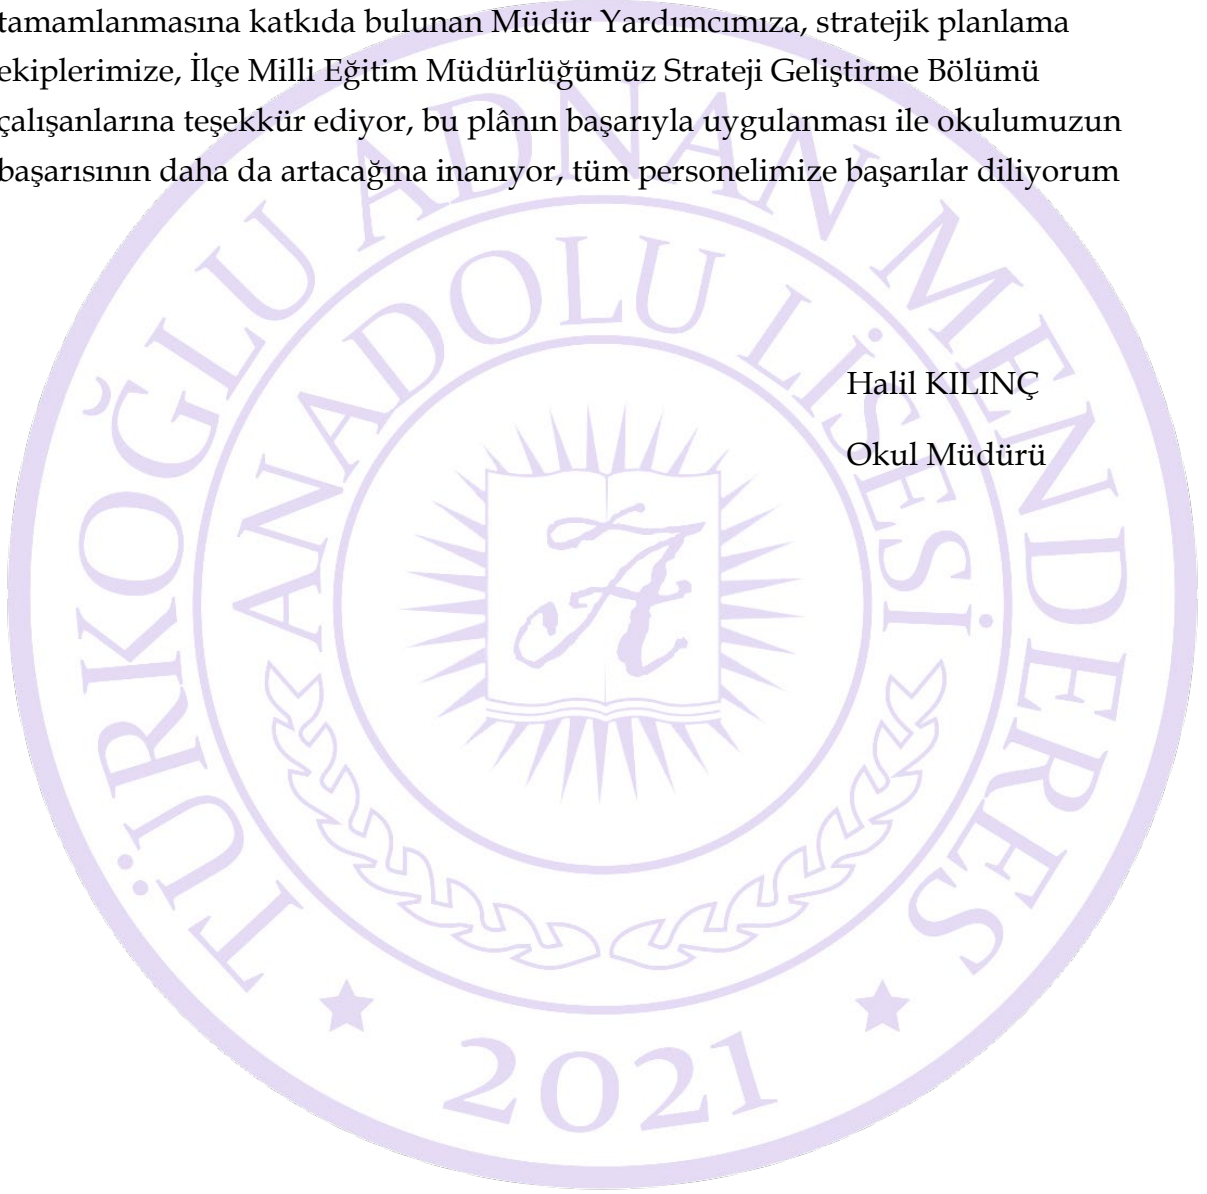 tamamlanmasına katkıda bulunan Müdür Yardımcımıza, stratejik planlama
ekiplerimize, İlçe Milli Eğitim Müdürlüğümüz Strateji Geliştirme Bölümü
çalışanlarına teşekkür ediyor, bu plânın başarıyla uygulanması ile okulumuzun
başarısının daha da artacağına inanıyor, tüm personelimize başarılar diliyorum
Halil KILINÇ
Okul Müdürü
TÜRKOĞLU ADNAN MENDERES
ANADOLU LİSESİ
A
2021